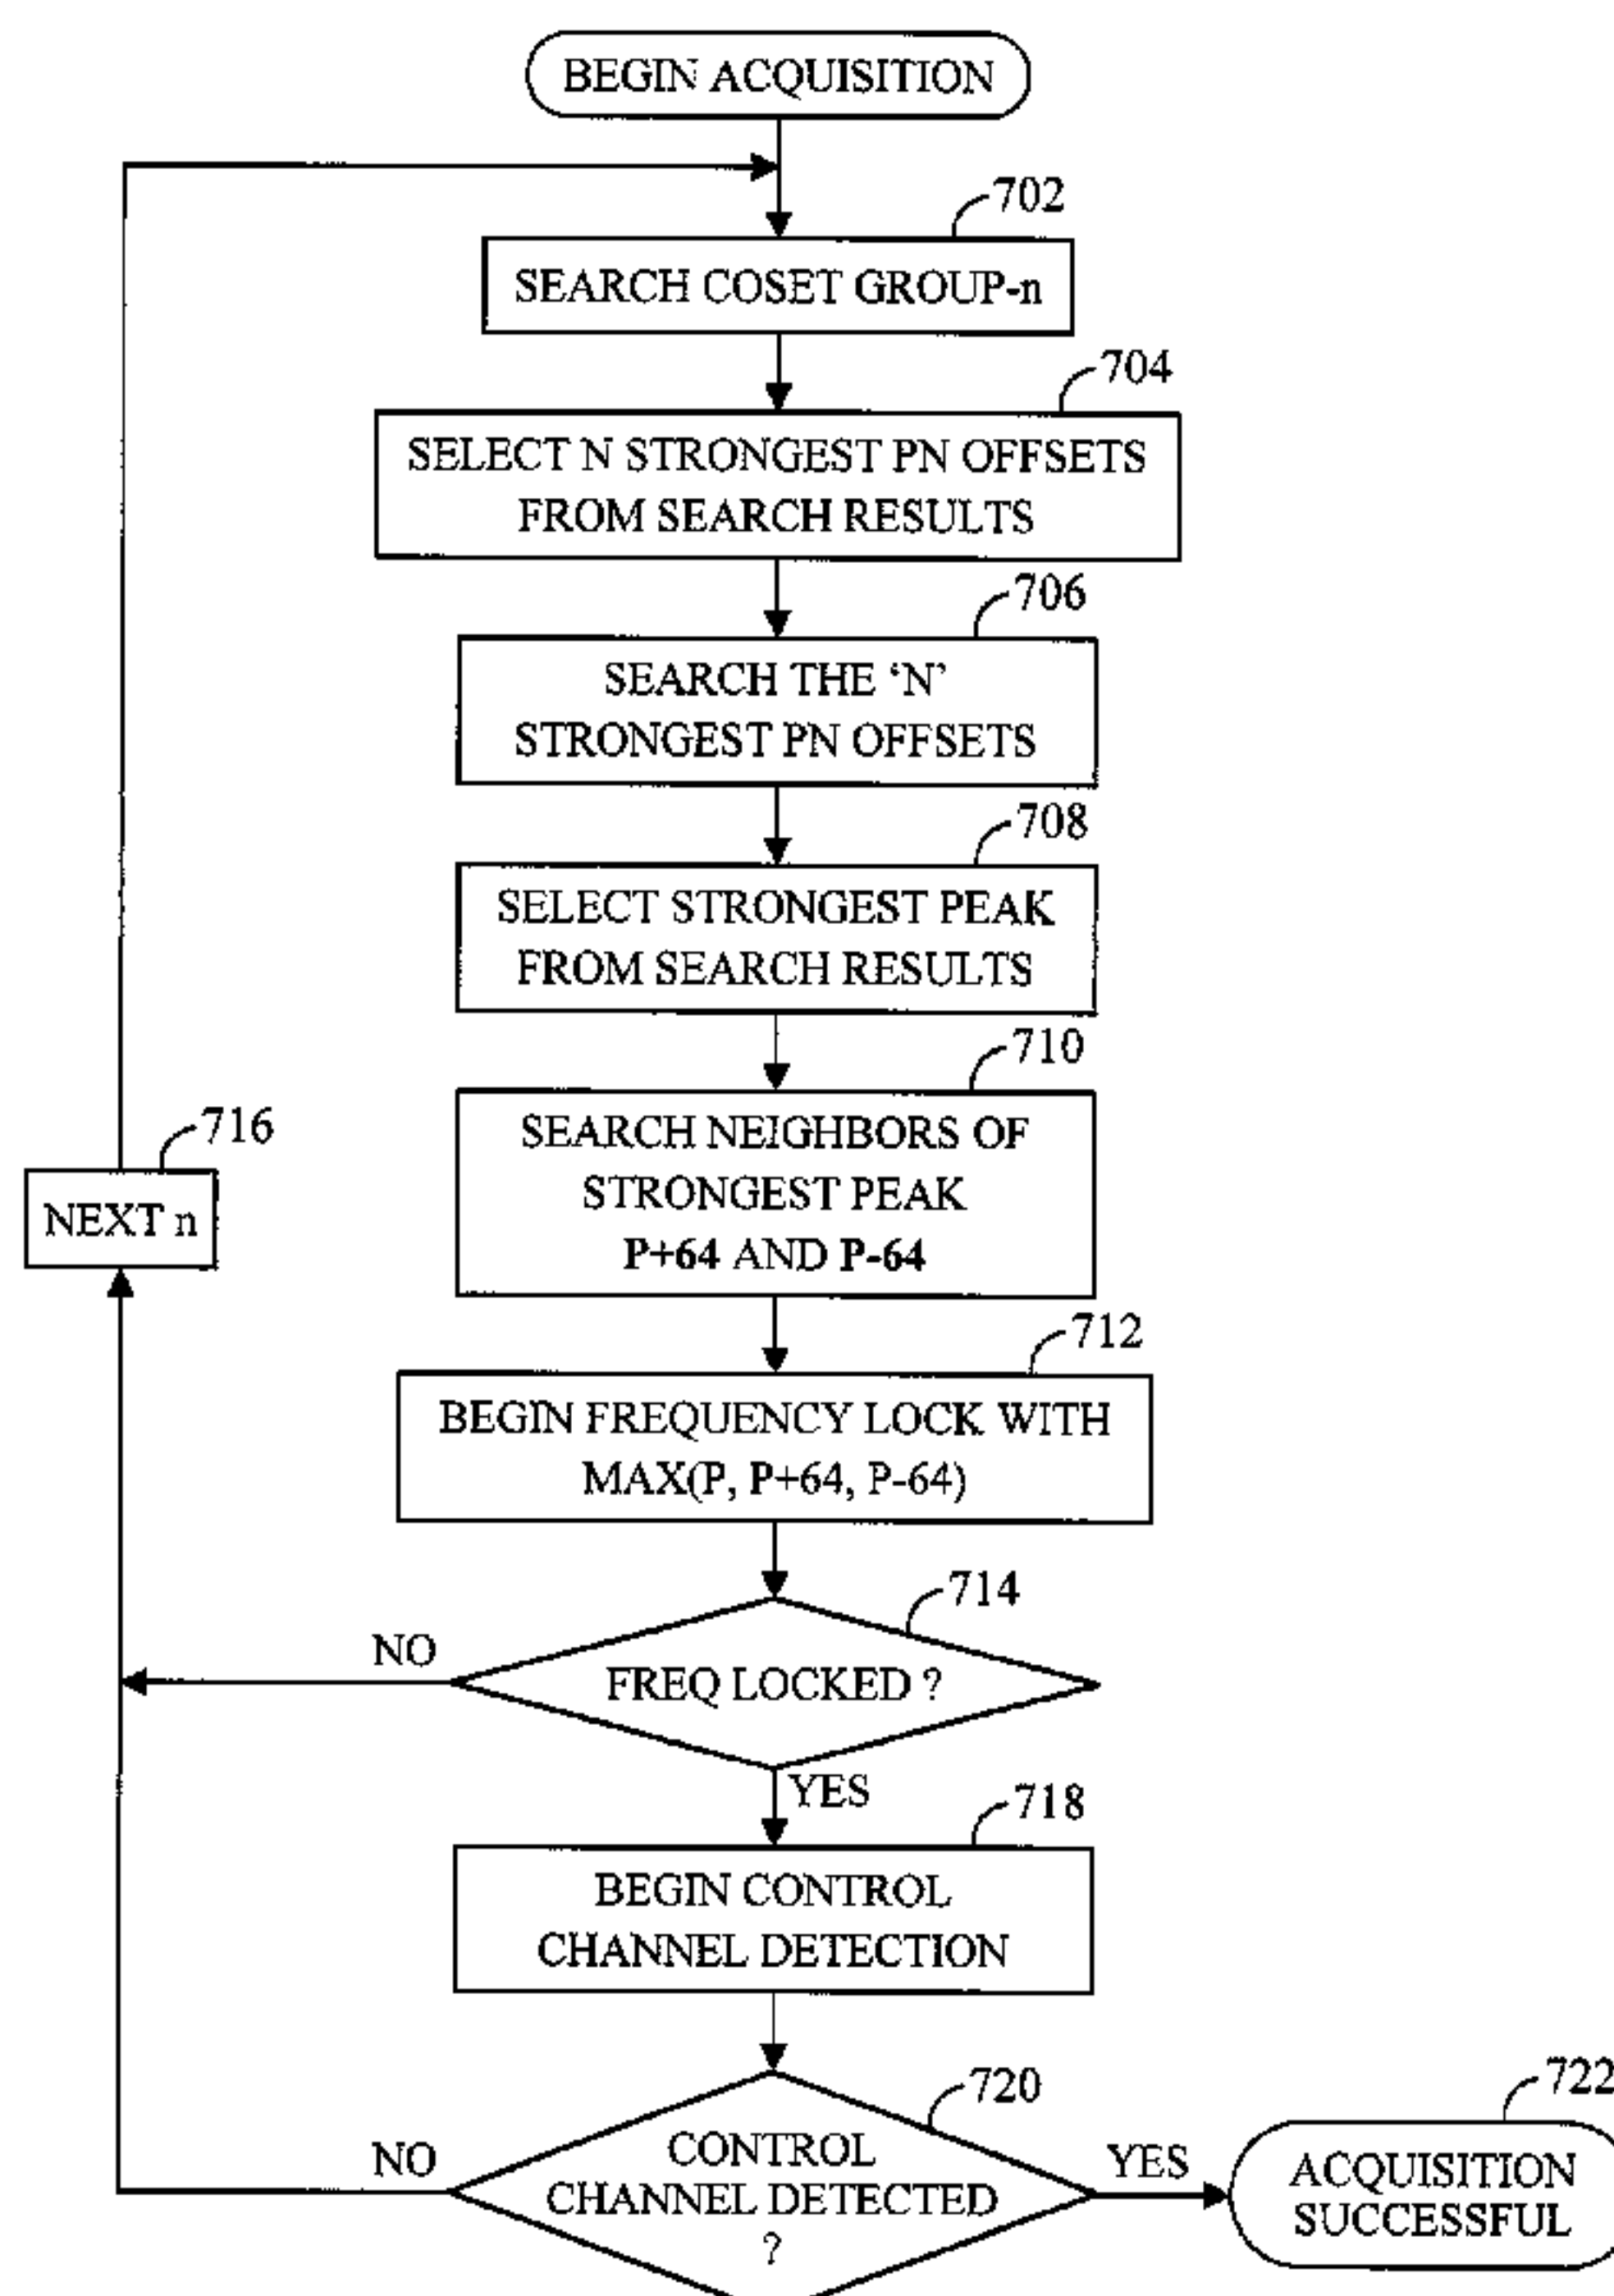 BEGIN ACQUISITION
702
SEARCH COSET GROUP-n
704
SELECT N STRONGEST PN OFFSETS
FROM SEARCH RESULTS
706
SEARCH THE ‘N’
STRONGEST PN OFFSETS
708
SELECT STRONGEST PEAK
FROM SEARCH RESULTS
710
SEARCH NEIGHBORS OF
STRONGEST PEAK
P+64 AND P-64
716
NEXT n
712
BEGIN FREQUENCY LOCK WITH
MAX(P, P+64, P-64)
714
NO
FREQ LOCKED ?
YES
718
BEGIN CONTROL
CHANNEL DETECTION
720
722
NO
CONTROL
CHANNEL DETECTED
?
YES
ACQUISITION
SUCCESSFUL